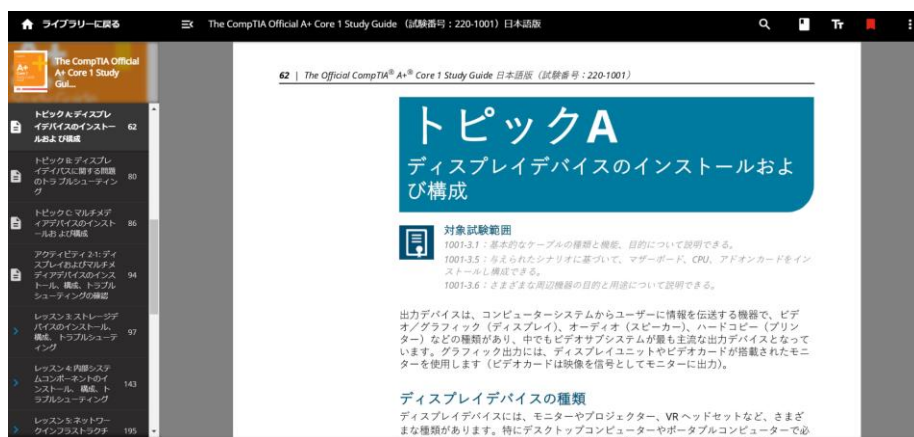 ライブラリーに戻る
The CompTIA Official A+ Core 1 Study Guide （試験番号：220-1001）日本語版
Tт
A+
The CompTIA Official
A+ Core 1 Study
Gui...
トピック A: ディスプレ
イデバイスのインストー
ルおよび構成
62
トピック B: ディスプレ
イデバイスに関する問題
のトラブルシューティン
グ
80
トピック C: マルチメデ
ィアデバイスのインスト
ールおよび構成
86
アクティビティ 2-1: ディ
スプレイおよびマルチメ
ディアデバイスのインス
トール、構成、トラブル
シューティングの確認
94
レッスン 3: ストレージデ
バイスのインストール、
構成、トラブルシューテ
ィング
97
レッスン 4: 内部システ
ムコンポーネントのイ
ンストール、構成、ト
ラブルシューティング
143
レッスン 5: ネットワー
クインフラストラクチ
195
62 | The Official CompTIA® A+® Core 1 Study Guide 日本語版（試験番号：220-1001）
トピックA
ディスプレイデバイスのインストールおよ
び構成
対象試験範囲
1001-3.1：基本的なケーブルの種類と機能、目的について説明できる。
1001-3.5：与えられたシナリオに基づいて、マザーボード、CPU、アドオンカードをイン
ストールし構成できる。
1001-3.6：さまざまな周辺機器の目的と用途について説明できる。
出力デバイスは、コンピューターシステムからユーザーに情報を伝送する機器で、ビデ
オ／グラフィック（ディスプレイ）、オーディオ（スピーカー）、ハードコピー（プリン
ター）などの種類があり、中でもビデオサブシステムが最も主流な出力デバイスとなって
います。グラフィック出力には、ディスプレイユニットやビデオカードが搭載されたモニ
ターを使用します（ビデオカードは映像を信号としてモニターに出力）。
ディスプレイデバイスの種類
ディスプレイデバイスには、モニターやプロジェクター、VR ヘッドセットなど、さまざ
まな種類があります。特にデスクトップコンピューターやポータブルコンピューターで必